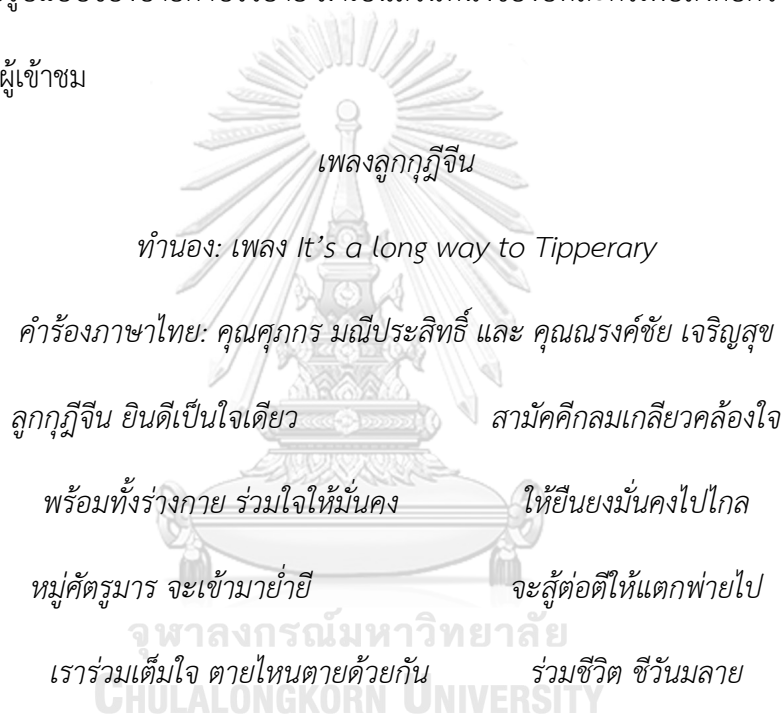 ผู้เข้าชม
เพลงลูกกุฎีจีน
ทำนอง: เพลง It's a long way to Tipperary
คำร้องภาษาไทย: คุณศุภกร มณีประสิทธิ์ และ คุณณรงค์ชัย เจริญสุข
ลูกกุฎีจีน ยินดีเป็นใจเดียว สามัคคีกลมเกลียวคล้องใจ
พร้อมทั้งร่างกาย ร่วมใจให้มั่นคง ให้ยืนยงมั่นคงไปไกล
หมู่ศัตรูมาร จะเข้ามาย่ำยี จะสู้ต่อตีให้แตกพ่ายไป
จุฬาลงกรณ์มหาวิทยาลัย
เราร่วมเต็มใจ ตายไหนตายด้วยกัน ร่วมชีวิต ชีวันมลาย
CHULALONGKORN UNIVERSITY